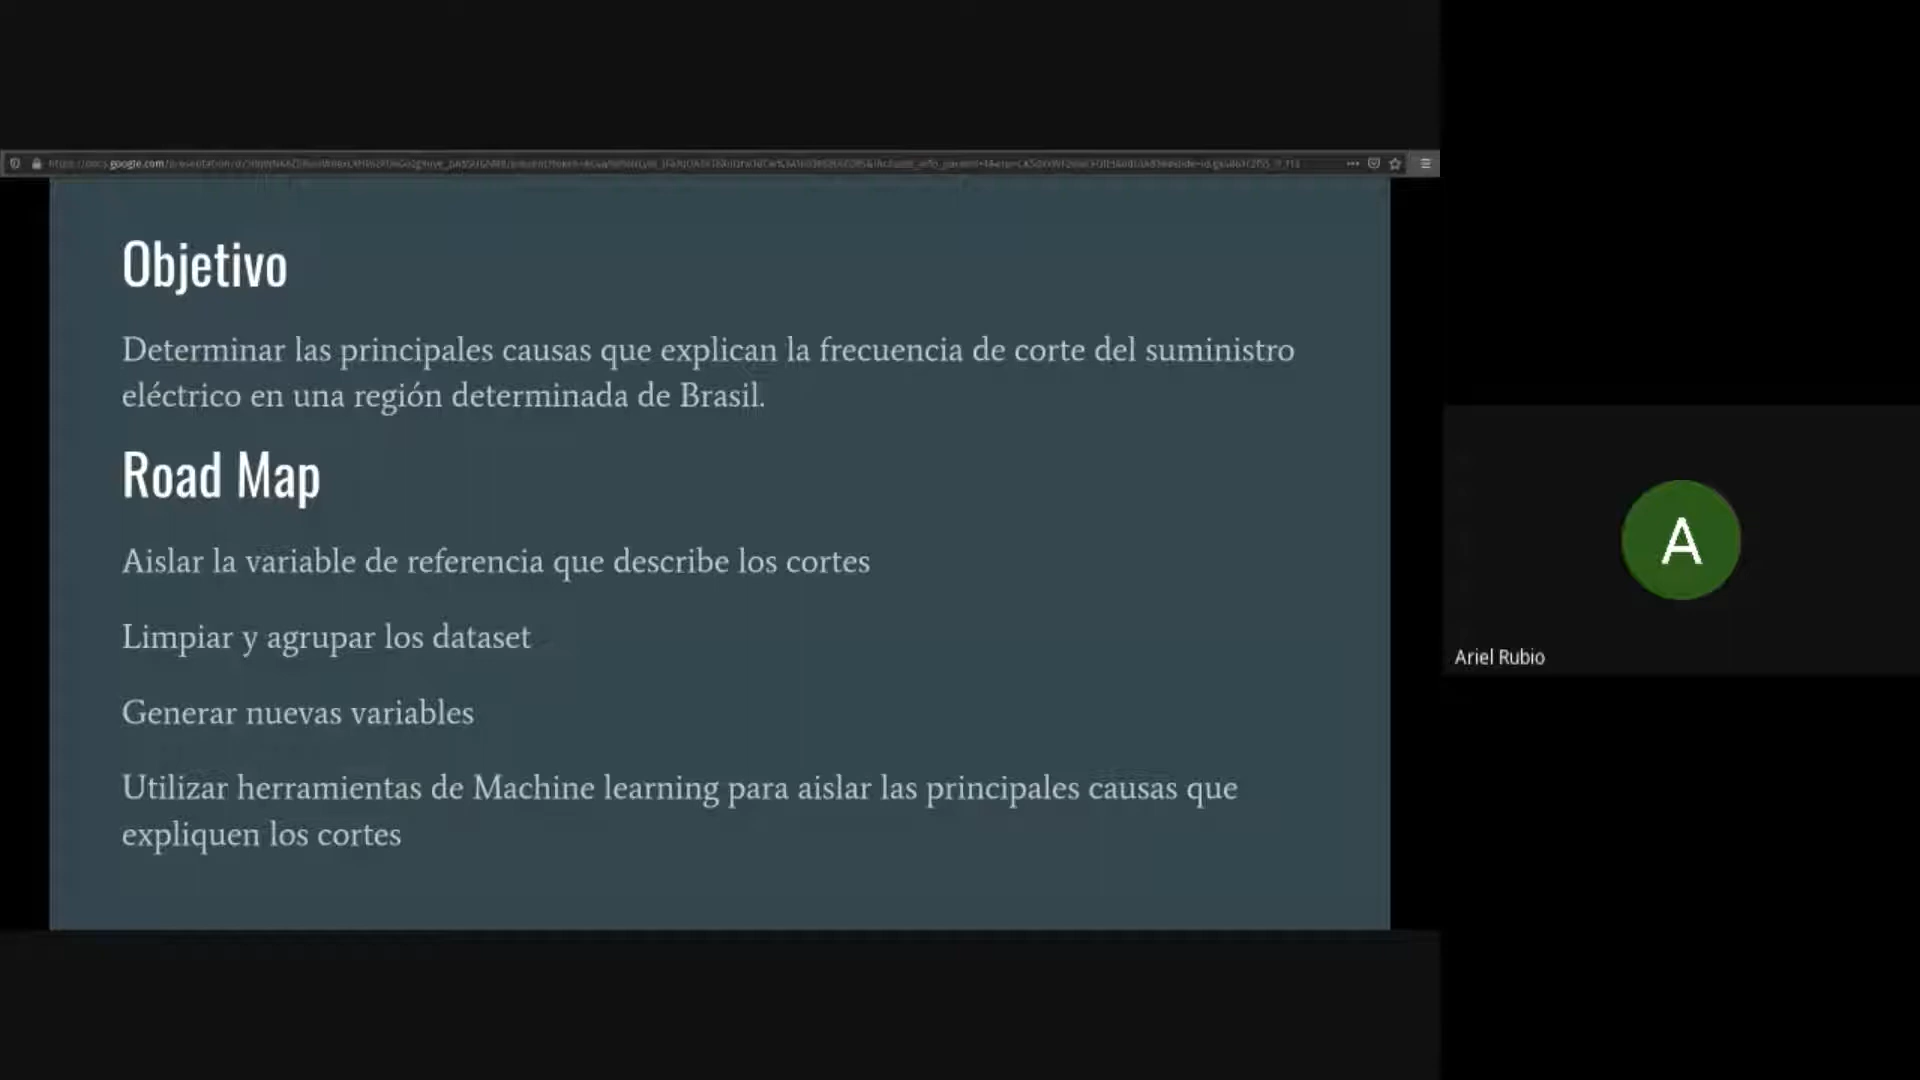 google.com
Objetivo
Determinar las principales causas que explican la frecuencia de corte del suministro
eléctrico en una región determinada de Brasil.
Road Map
Aislar la variable de referencia que describe los cortes
Limpiar y agrupar los dataset
Generar nuevas variables
Utilizar herramientas de Machine learning para aislar las principales causas que
expliquen los cortes
A
Ariel Rubio